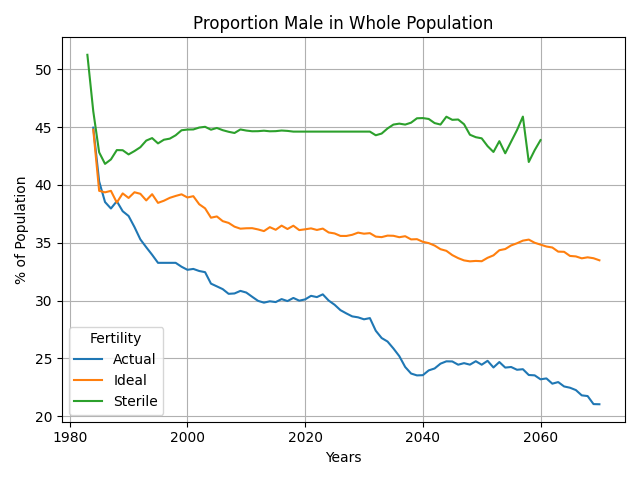 Proportion Male in Whole Population
% of Population
50
45
40
35
30
25
20
Fertility
Actual
Ideal
Sterile
1980
2000
2020
2040
2060
Years